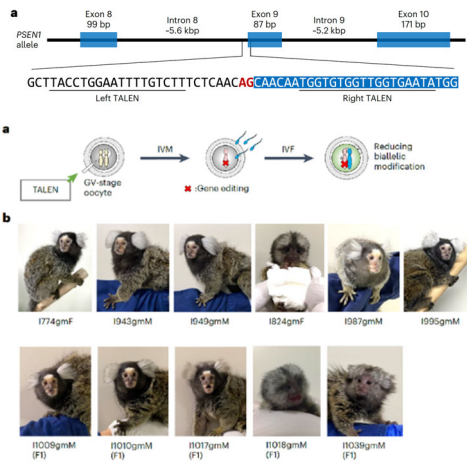 a
Exon 8
99 bp
Intron 8
~5.6 kbp
Exon 9
87 bp
Intron 9
~5.2 kbp
Exon 10
171 bp
PSEN1
allele
GCTTACCTGGAATTTTGTCTTTCTCAACAGCAACAATGGTGTGGTTGGTGAATATGG
Left TALEN
Right TALEN
a
IVM
IVF
Reducing
biallelic
modification
TALEN
GV-stage
oocyte
:Gene editing
b
I774gmF
I943gmM
I949gmM
I824gmF
I987gmM
I995gmM
I1009gmM
(F1)
I1010gmM
(F1)
I1017gmM
(F1)
I1018gmM
(F1)
I1039gmM
(F1)